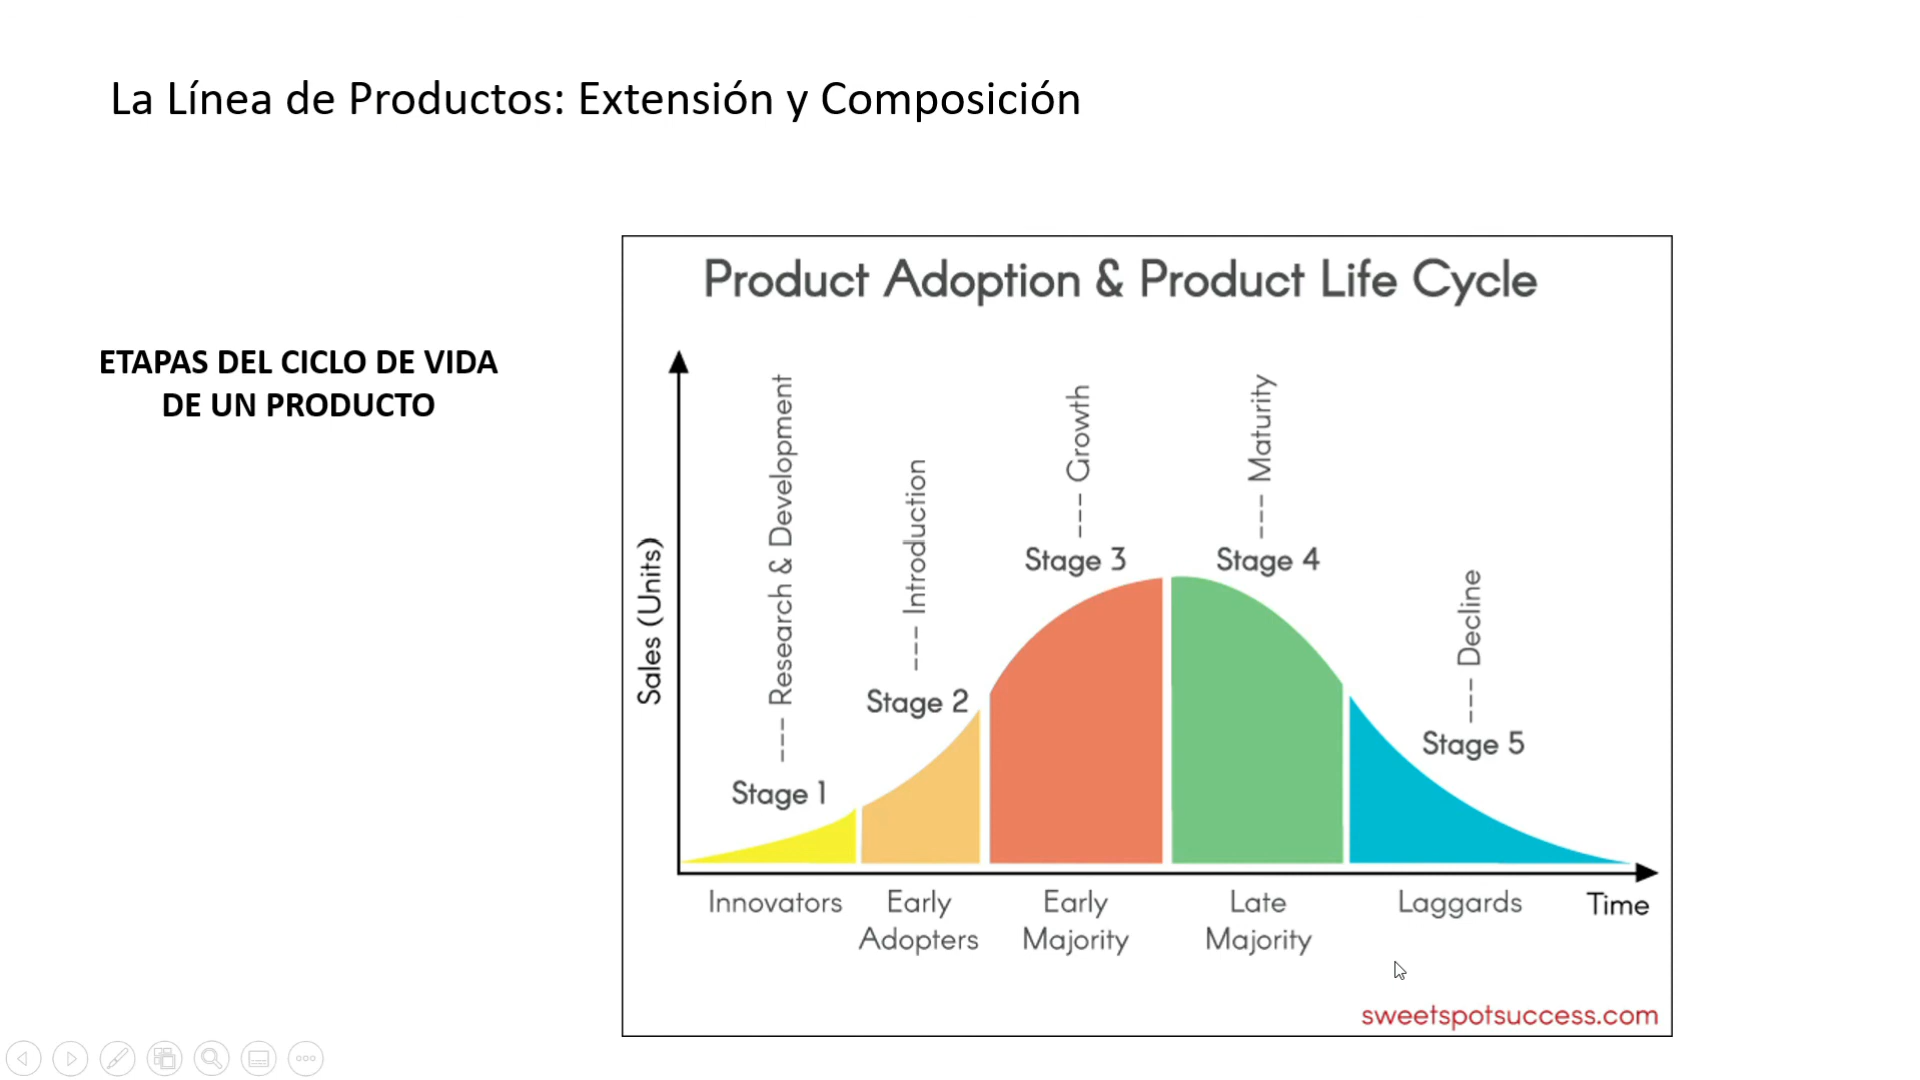 La Línea de Productos: Extensión y Composición
ETAPAS DEL CICLO DE VIDA
DE UN PRODUCTO
Product Adoption & Product Life Cycle
Sales (Units)
Stage 1 ---- Research & Development
Stage 2 ---- Introduction
Stage 3 ---- Growth
Stage 4 ---- Maturity
Stage 5 ---- Decline
Innovators
Early
Adopters
Early
Majority
Late
Majority
Laggards
Time
sweetspotsuccess.com